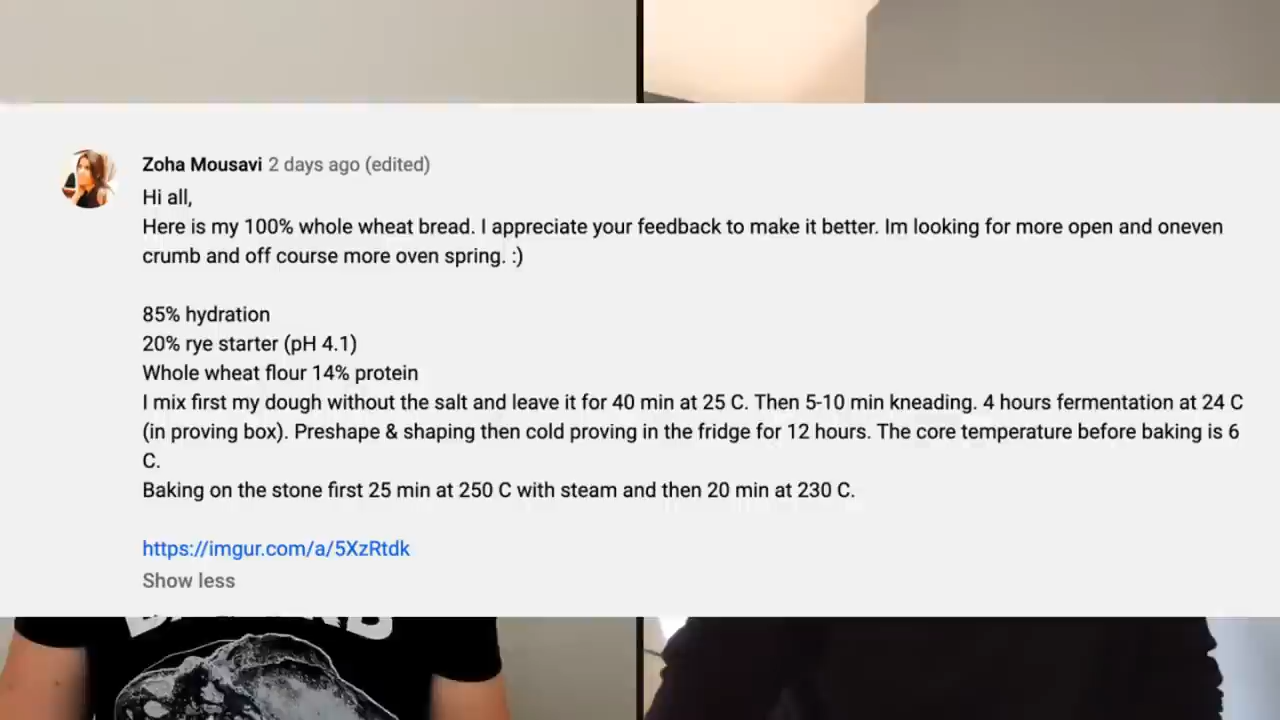 Zoha Mousavi 2 days ago (edited)
Hi all,
Here is my 100% whole wheat bread. I appreciate your feedback to make it better. Im looking for more open and oneven
crumb and off course more oven spring. :)
85% hydration
20% rye starter (pH 4.1)
Whole wheat flour 14% protein
I mix first my dough without the salt and leave it for 40 min at 25 C. Then 5-10 min kneading. 4 hours fermentation at 24 C
(in proving box). Preshape & shaping then cold proving in the fridge for 12 hours. The core temperature before baking is 6
C.
Baking on the stone first 25 min at 250 C with steam and then 20 min at 230 C.
https://imgur.com/a/5XzRtdk
Show less